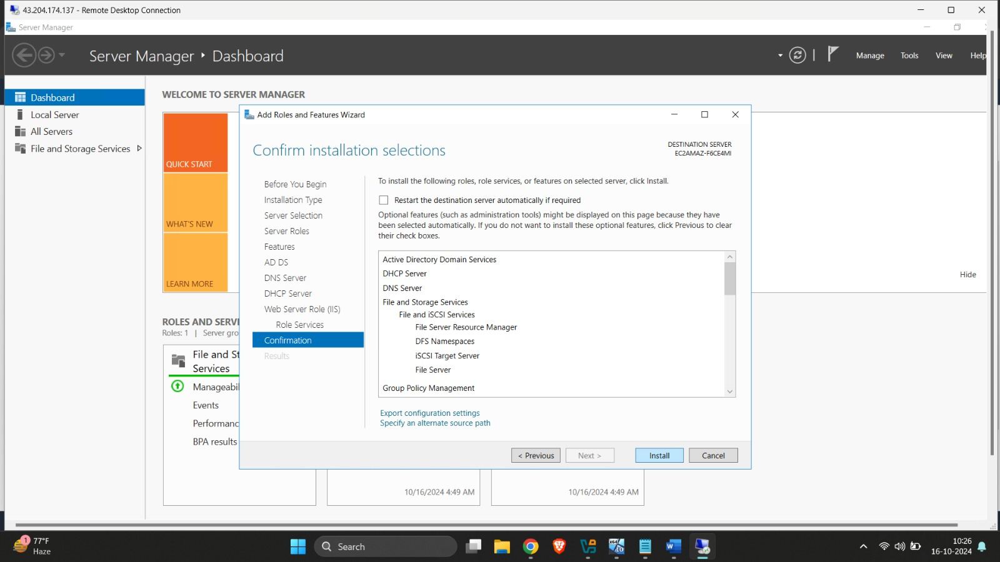 43.204.174.137 - Remote Desktop Connection
Server Manager
Server Manager ‣ Dashboard
Manage
Tools
View
Help
Dashboard
Local Server
All Servers
File and Storage Services
WELCOME TO SERVER MANAGER
QUICK START
WHAT'S NEW
LEARN MORE
Hide
ROLES AND SERV
Roles: 1 | Server gro
File and St
Services
Manageabil
Events
Performanc
BPA results
10/16/2024 4:49 AM
10/16/2024 4:49 AM
Add Roles and Features Wizard
Confirm installation selections
DESTINATION SERVER
EC2AMAZ-F6CE4MI
Before You Begin
Installation Type
Server Selection
Server Roles
Features
AD DS
DNS Server
DHCP Server
Web Server Role (IIS)
Role Services
Confirmation
Results
To install the following roles, role services, or features on selected server, click Install.
Restart the destination server automatically if required
Optional features (such as administration tools) might be displayed on this page because they have
been selected automatically. If you do not want to install these optional features, click Previous to clear
their check boxes.
Active Directory Domain Services
DHCP Server
DNS Server
File and Storage Services
File and iSCSI Services
File Server Resource Manager
DFS Namespaces
iSCSI Target Server
File Server
Group Policy Management
Export configuration settings
Specify an alternate source path
< Previous
Next >
Install
Cancel
1
77°F
Haze
Search
x64
10:26
16-10-2024